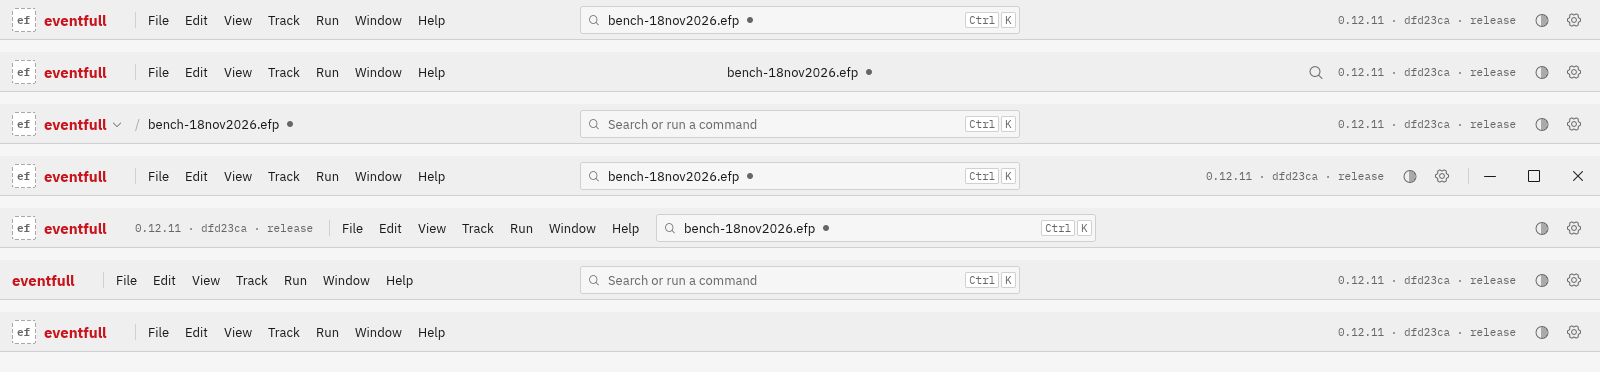 ef eventfull File Edit View Track Run Window Help bench-18nov2026.efp ● Ctrl K 0.12.11 · dfd23ca · release
ef eventfull File Edit View Track Run Window Help bench-18nov2026.efp ● 0.12.11 · dfd23ca · release
ef eventfull / bench-18nov2026.efp ● Search or run a command Ctrl K 0.12.11 · dfd23ca · release
ef eventfull File Edit View Track Run Window Help bench-18nov2026.efp ● Ctrl K 0.12.11 · dfd23ca · release
ef eventfull 0.12.11 · dfd23ca · release File Edit View Track Run Window Help bench-18nov2026.efp ● Ctrl K
eventfull File Edit View Track Run Window Help Search or run a command Ctrl K 0.12.11 · dfd23ca · release
ef eventfull File Edit View Track Run Window Help 0.12.11 · dfd23ca · release